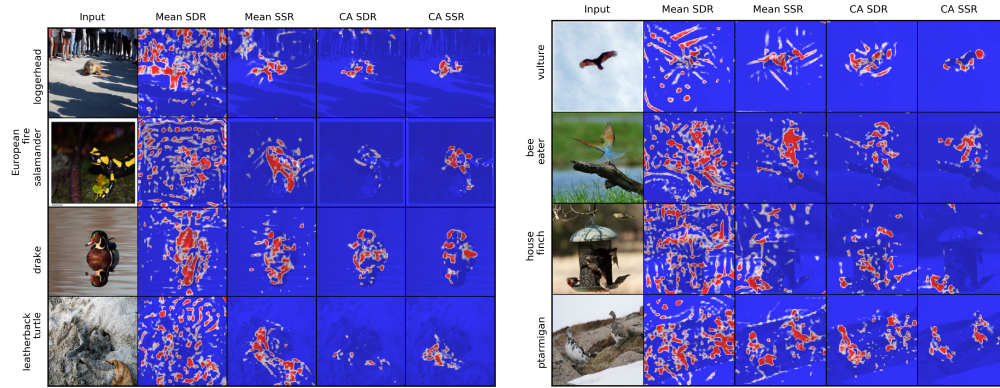 Input Mean SDR Mean SSR CA SDR CA SSR
loggerhead
European
fire
salamander
drake
leatherback
turtle
Input Mean SDR Mean SSR CA SDR CA SSR
vulture
bee
eater
house
finch
ptarmigan